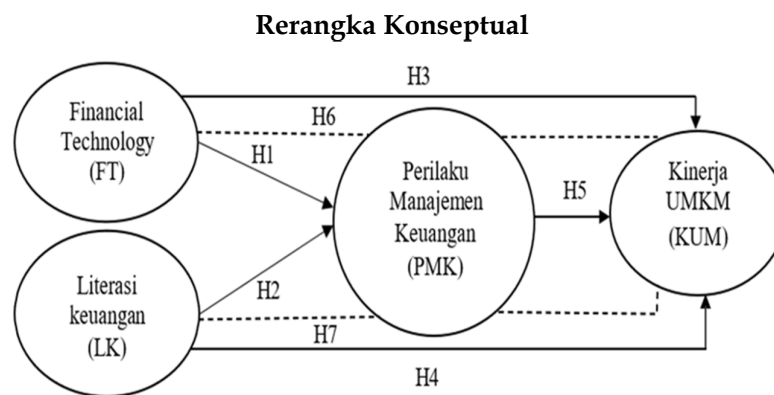 Rerangka Konseptual
H3
Financial
Technology
(FT)
H6
H1
Perilaku
Manajemen
Keuangan
(PMK)
H5
Kinerja
UMKM
(KUM)
Literasi
keuangan
(LK)
H2
H7
H4